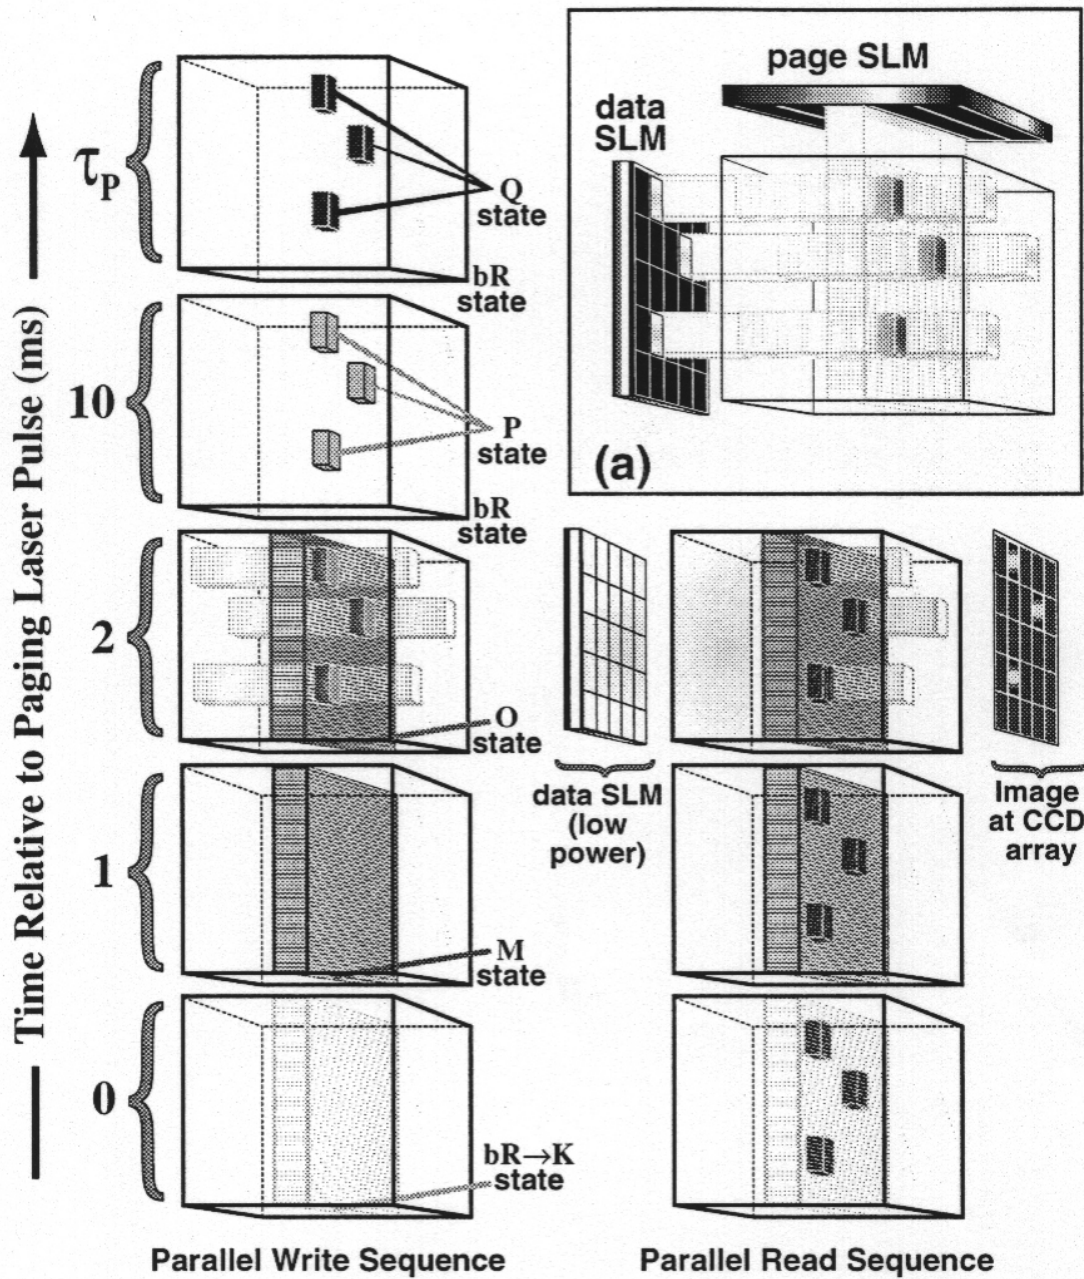 Time Relative to Paging Laser Pulse (ms)
τP
Q
state
bR
state
10
P
state
bR
state
2
O
state
1
M
state
0
bR→K
state
Parallel Write Sequence
page SLM
data
SLM
(a)
data SLM
(low
power)
Image
at CCD
array
Parallel Read Sequence